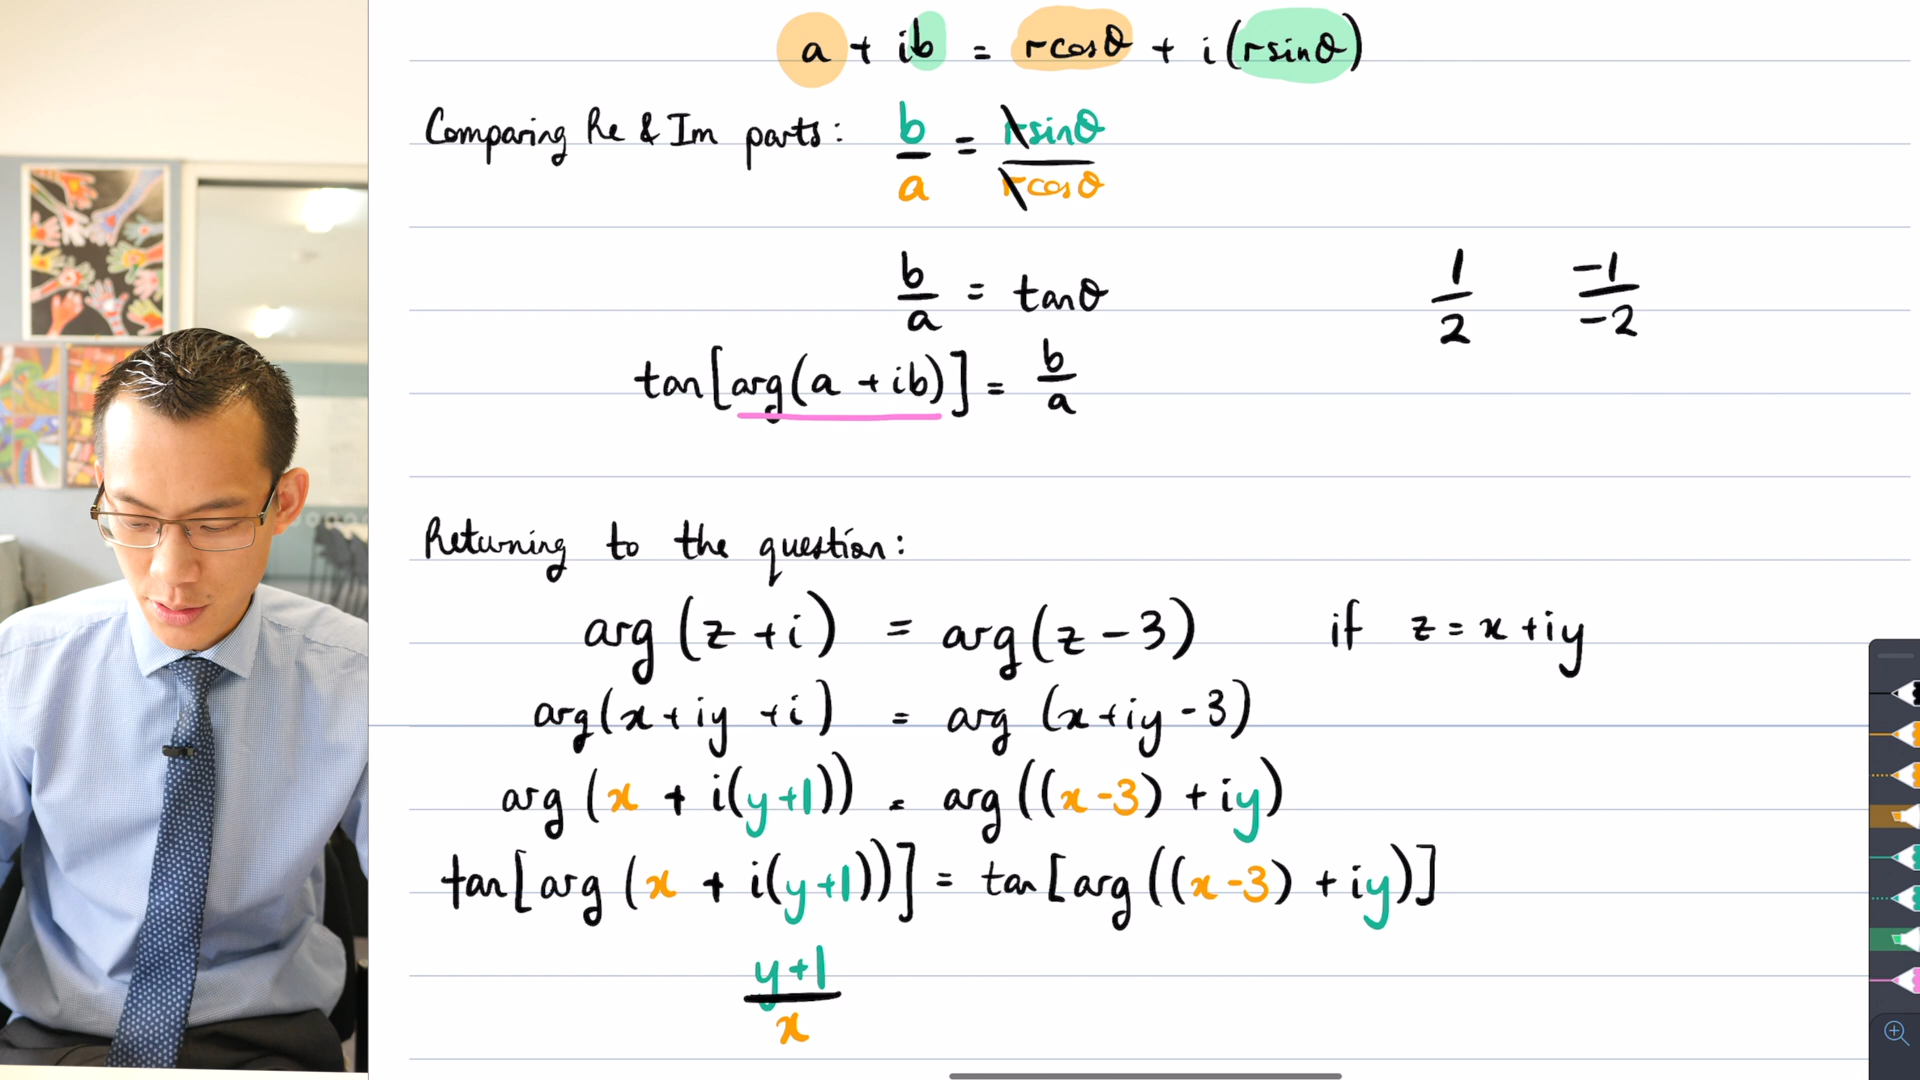 a + ib = rcosθ + i(rsinθ)
Comparing Re & Im parts: b/a = rsinθ/rcosθ
b/a = tanθ 1/2 -1/-2
tan[arg(a + ib)] = b/a
Returning to the question:
arg(z + i) = arg(z - 3) if z = x + iy
arg(x + iy + i) = arg(x + iy - 3)
arg(x + i(y+1)) = arg((x-3) + iy)
tan[arg(x + i(y+1))] = tan[arg((x-3) + iy)]
y+1/x